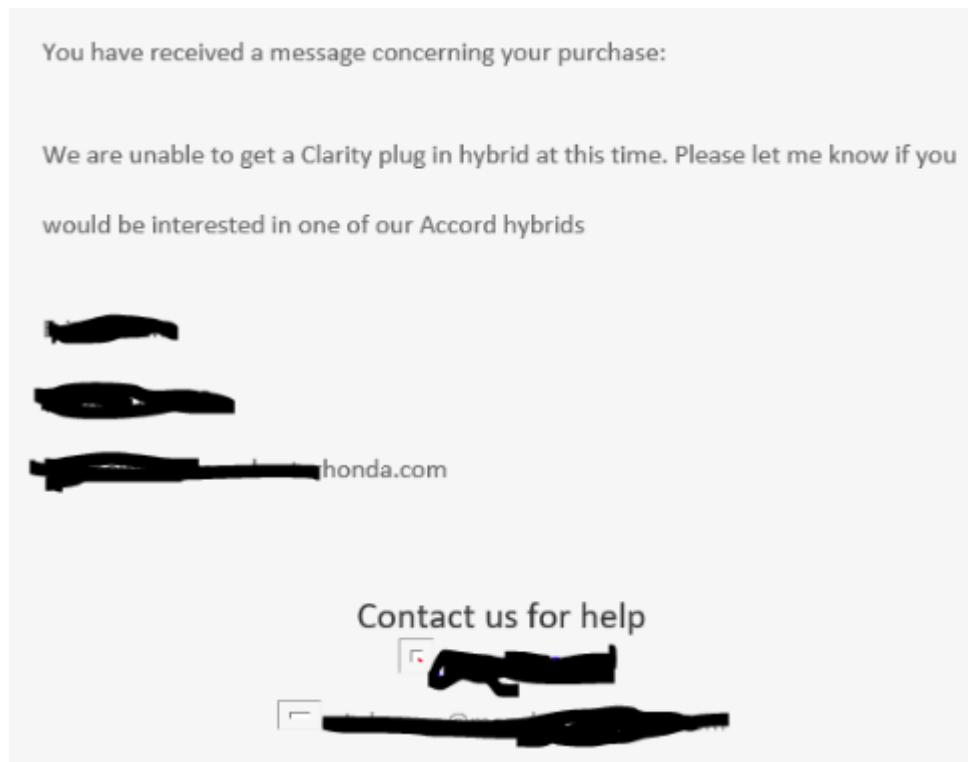 You have received a message concerning your purchase:
We are unable to get a Clarity plug in hybrid at this time. Please let me know if you
would be interested in one of our Accord hybrids
honda.com
Contact us for help